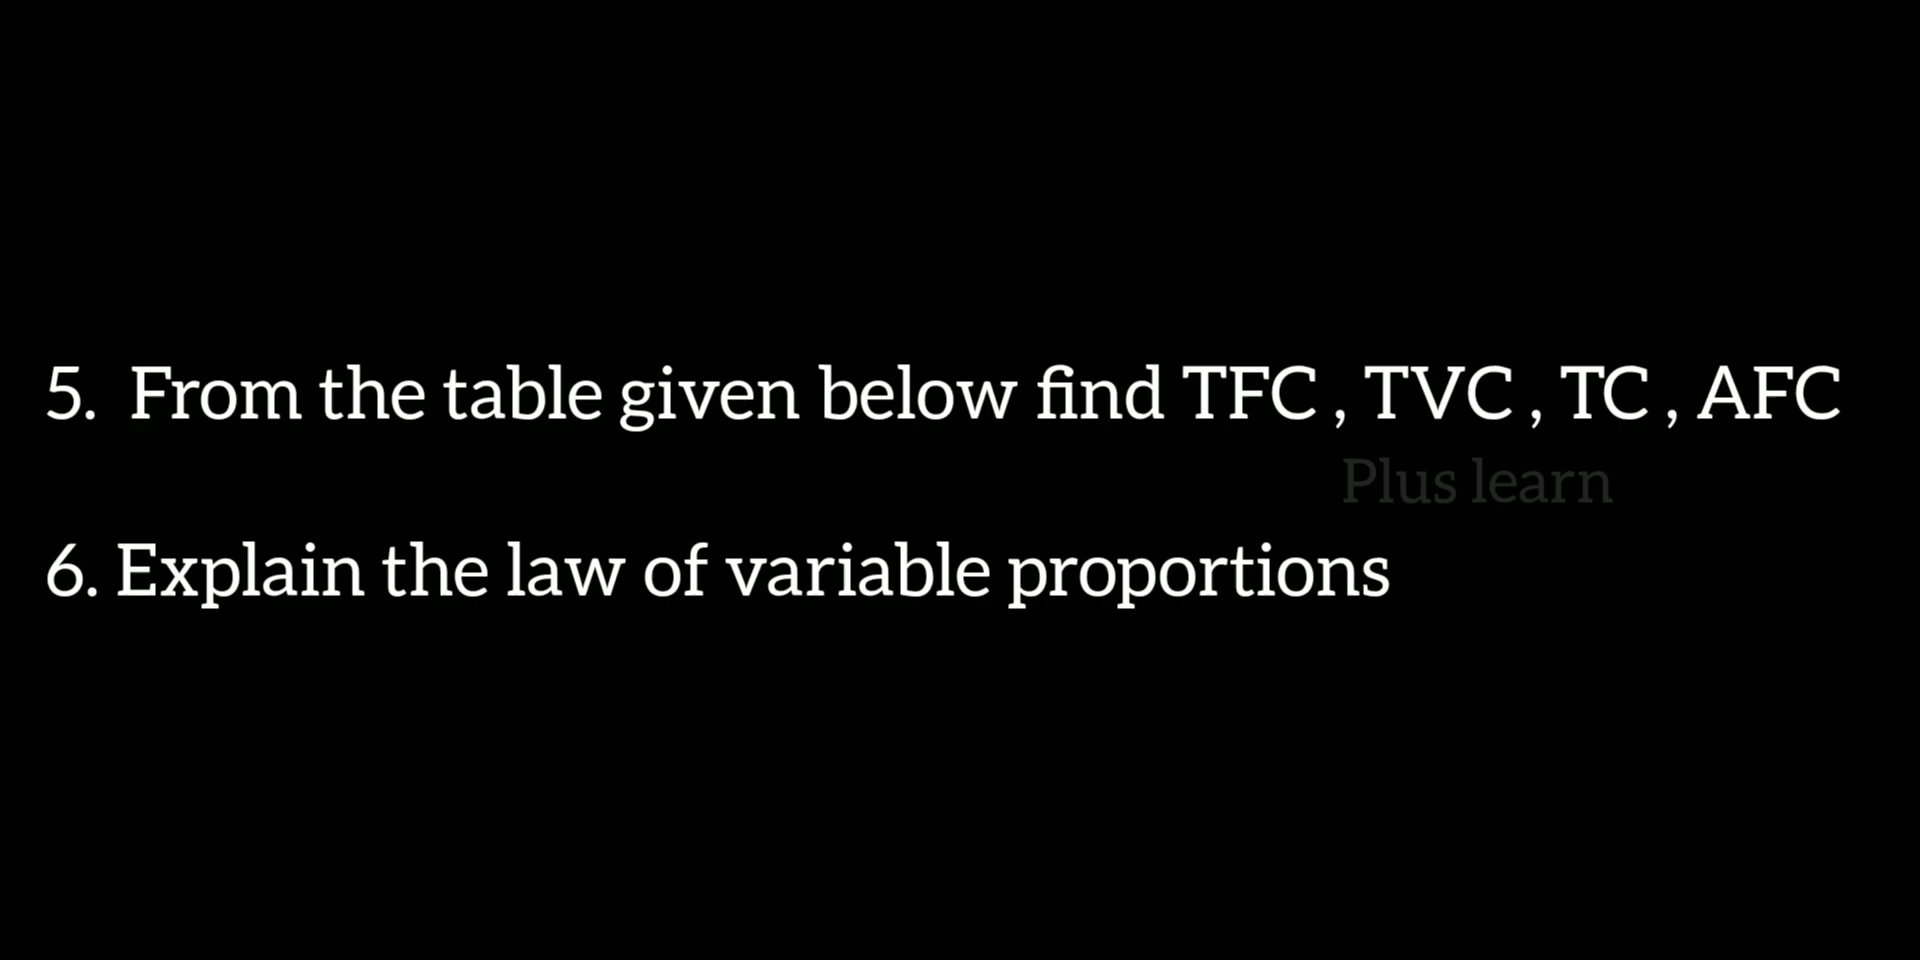 5. From the table given below find TFC , TVC , TC , AFC
Plus learn
6. Explain the law of variable proportions